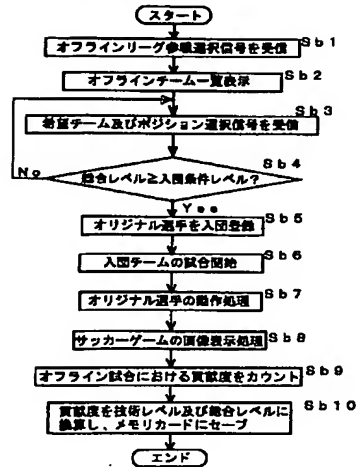 スタート
オフラインリーグ参戦選択信号を受信 Sb1
オフラインチーム一覧表示 Sb2
希望チーム及びポジション選択信号を受信 Sb3
総合レベル≧入団条件レベル? Sb4
No
Yes
オリジナル選手を入団登録 Sb5
入団チームの試合開始 Sb6
オリジナル選手の動作処理 Sb7
サッカーゲームの画像表示処理 Sb8
オフライン試合における貢献度をカウント Sb9
貢献度を技術レベル及び総合レベルに Sb10
換算し、メモリカードにセーブ
エンド